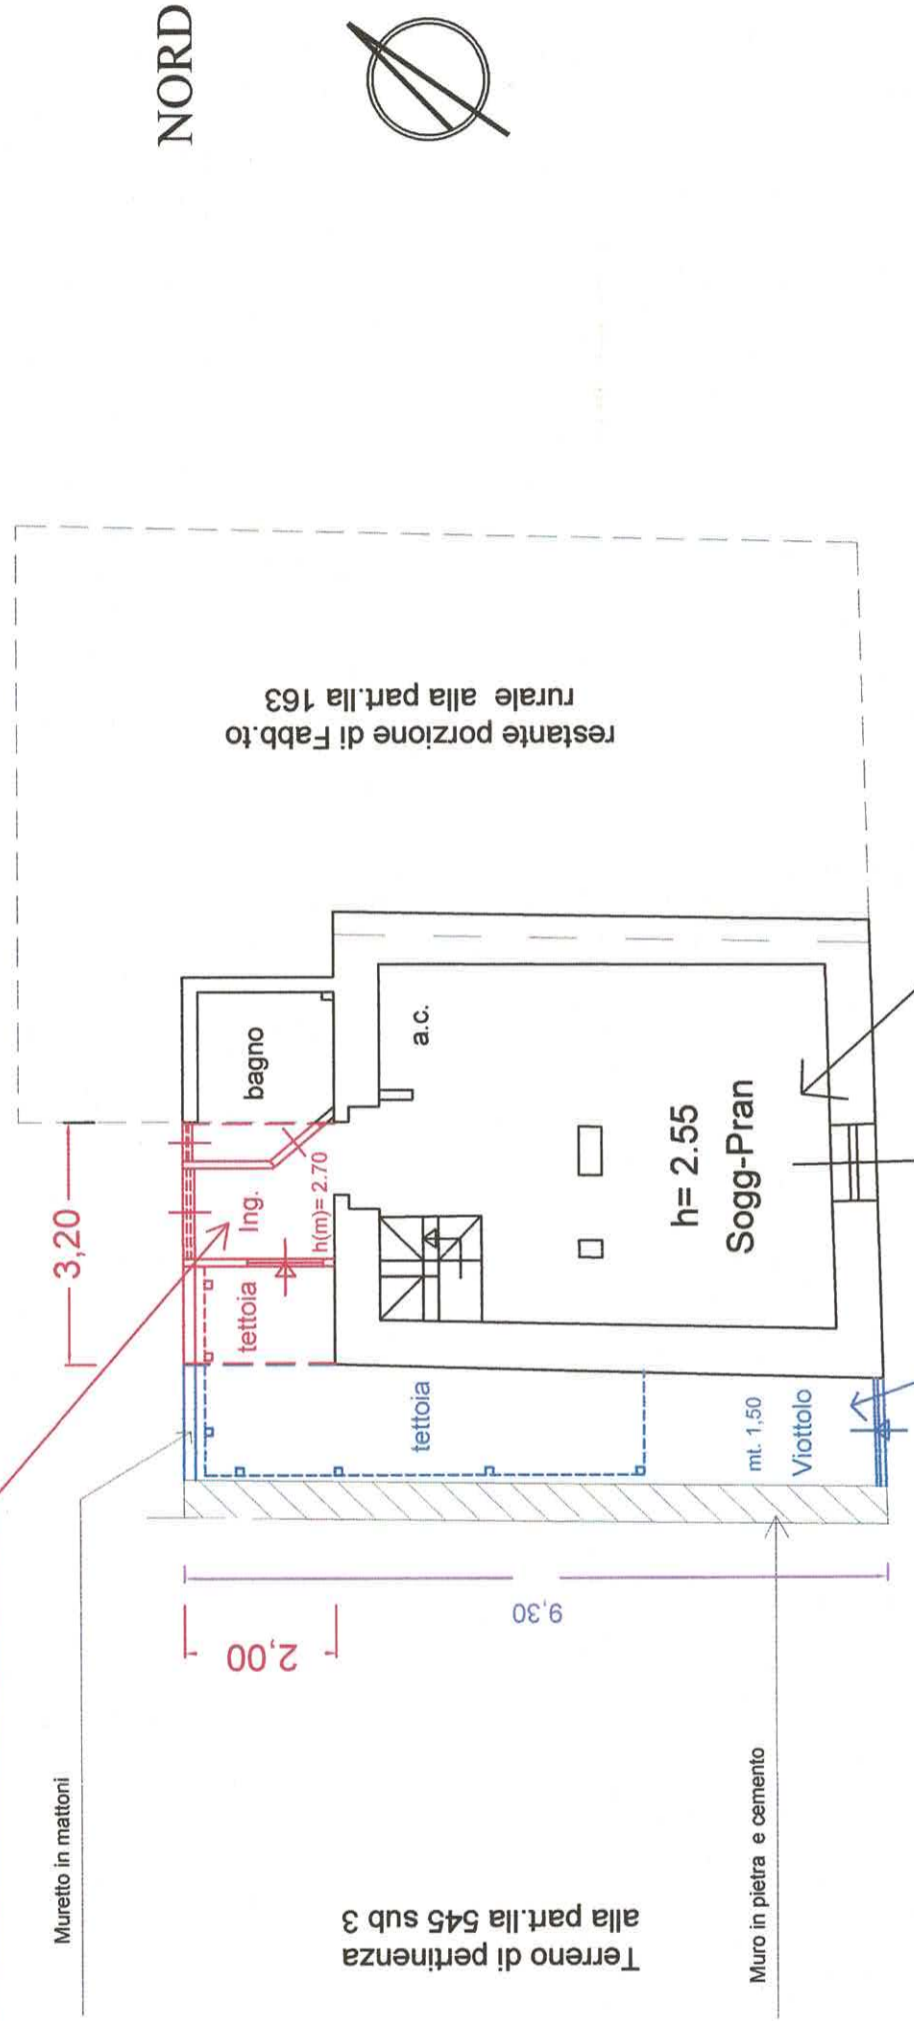 NORD
restante porzione di Fabb.to
rurale alla part.lla 163
3,20
bagno
Ing.
h(m)= 2.70
tettoia
a.c.
h= 2.55
Sogg-Pran
tettoia
mt. 1,50
Viottolo
2,00
9,30
Muretto in mattoni
Muro in pietra e cemento
Terreno di pertinenza
alla part.lla 545 sub 3